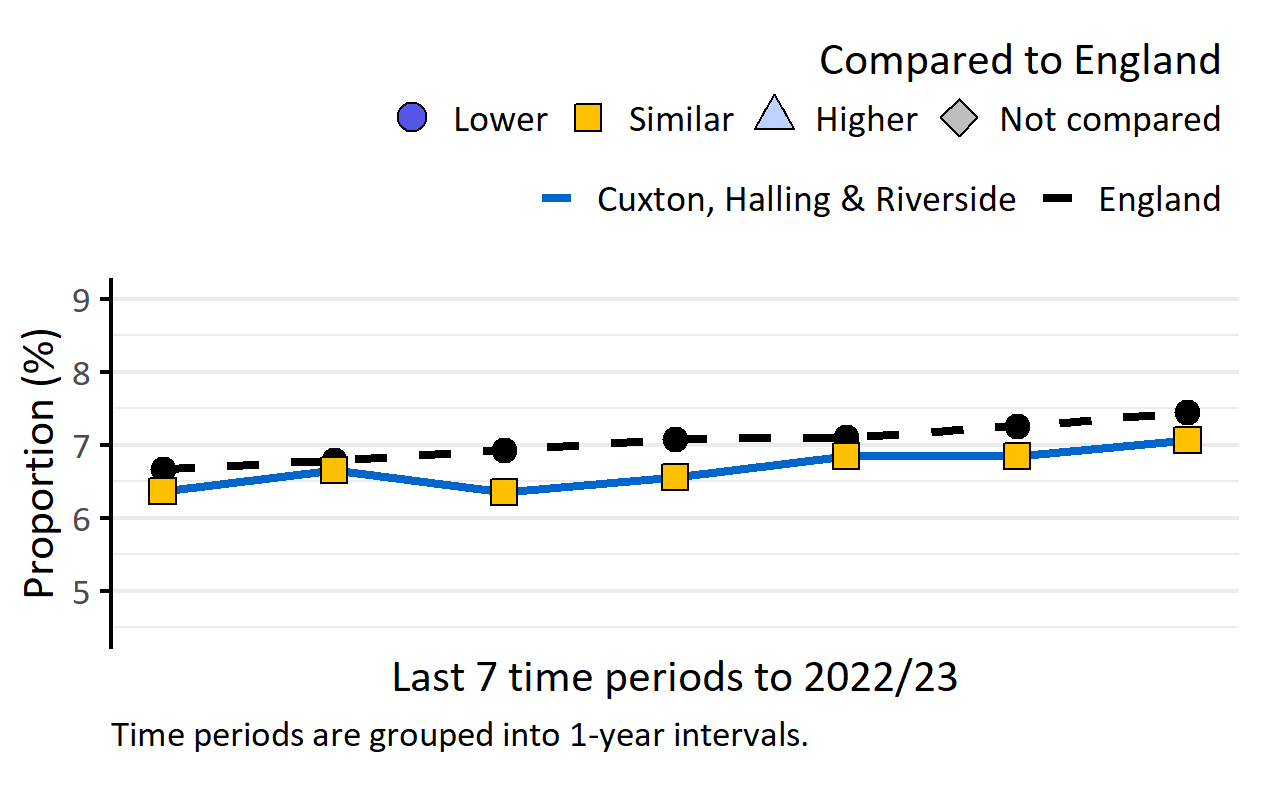 Compared to England
Lower Similar Higher Not compared
Cuxton, Halling & Riverside England
Proportion (%)
9
8
7
6
5
Last 7 time periods to 2022/23
Time periods are grouped into 1-year intervals.